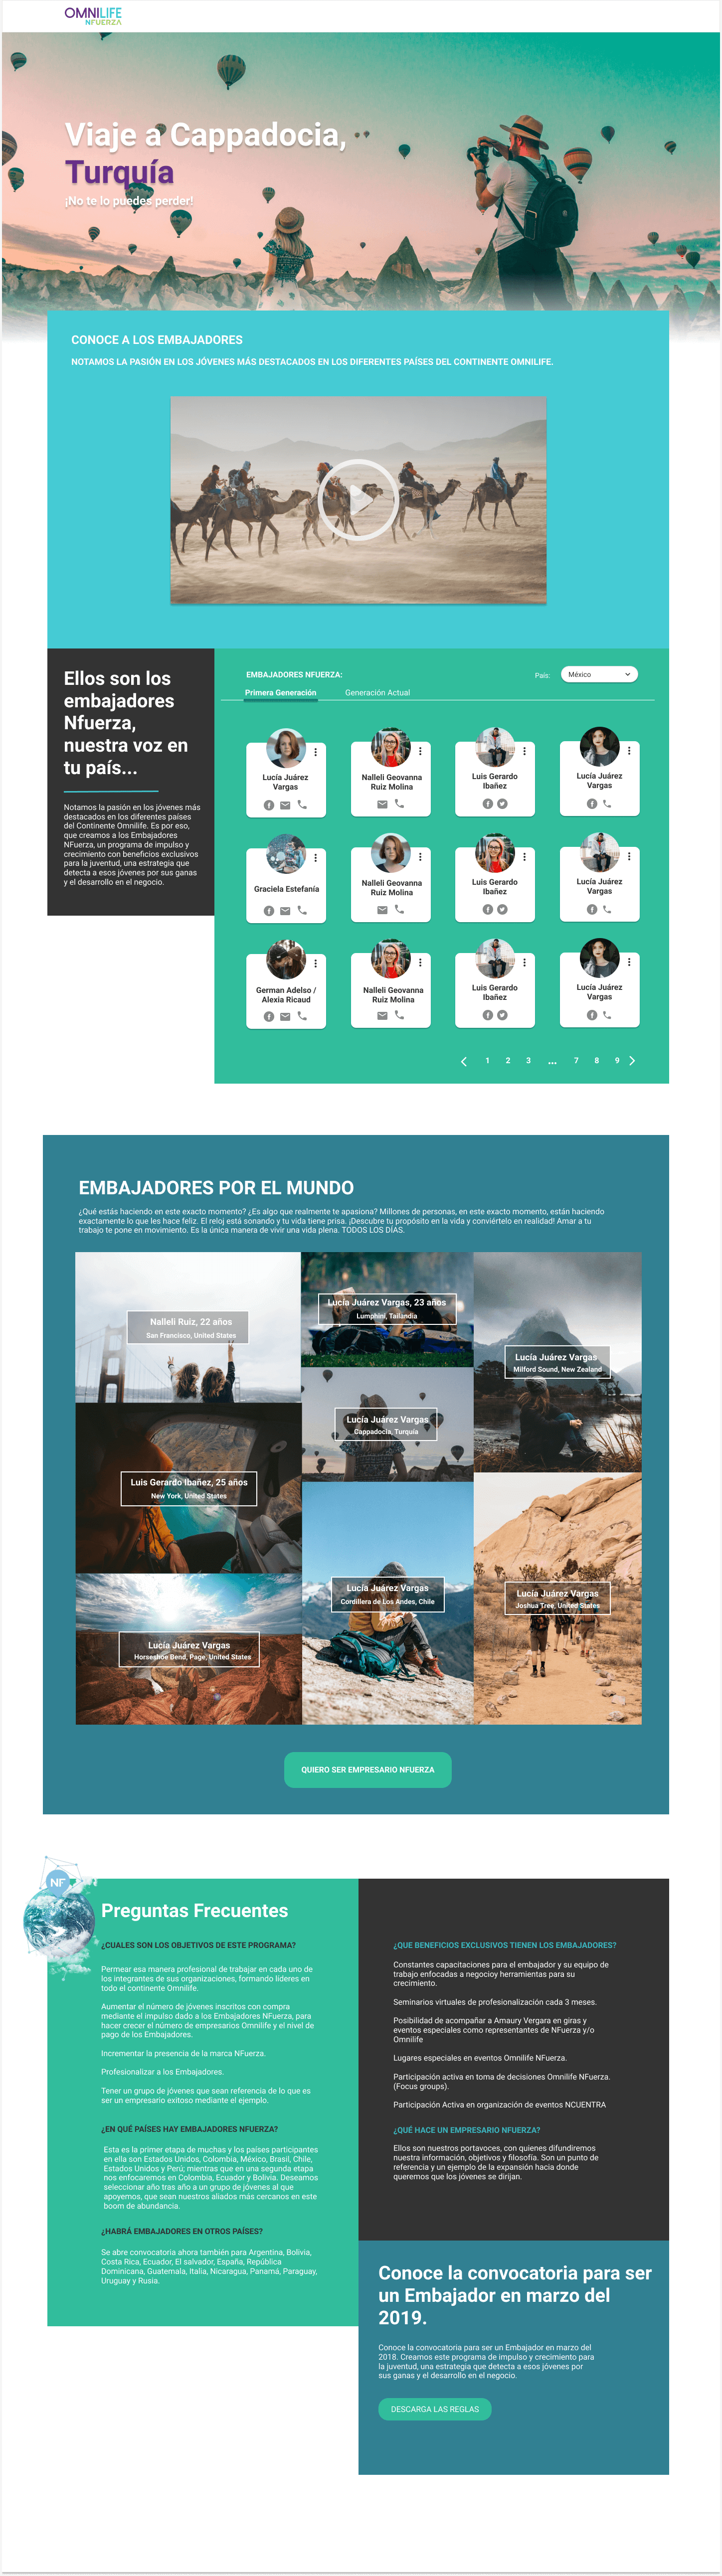 OMNILIFE
NFUERZA
Viaje a Cappadocia,
Turquía
¡No te lo puedes perder!
CONOCE A LOS EMBAJADORES
NOTAMOS LA PASIÓN EN LOS JÓVENES MÁS DESTACADOS EN LOS DIFERENTES PAÍSES DEL CONTINENTE OMNILIFE.
Ellos son los
embajadores
Nfuerza,
nuestra voz en
tu país...
Notamos la pasión en los jóvenes más
destacados en los diferentes países
del Continente Omnilife. Es por eso,
que creamos a los Embajadores
NFuerza, un programa de impulso y
crecimiento con beneficios exclusivos
para la juventud, una estrategia que
detecta a esos jóvenes por sus ganas
y el desarrollo en el negocio.
EMBAJADORES NFUERZA:
País:
México
Primera Generación
Generación Actual
Lucía Juárez
Vargas
Nalleli Geovanna
Ruiz Molina
Luis Gerardo
Ibañez
Lucía Juárez
Vargas
Graciela Estefanía
Nalleli Geovanna
Ruiz Molina
Luis Gerardo
Ibañez
Lucía Juárez
Vargas
German Adelso /
Alexia Ricaud
Nalleli Geovanna
Ruiz Molina
Luis Gerardo
Ibañez
Lucía Juárez
Vargas
1 2 3 ... 7 8 9
EMBAJADORES POR EL MUNDO
¿Qué estás haciendo en este exacto momento? ¿Es algo que realmente te apasiona? Millones de personas, en este exacto momento, están haciendo
exactamente lo que les hace feliz. El reloj está sonando y tu vida tiene prisa. ¡Descubre tu propósito en la vida y conviértelo en realidad! Amar a tu
trabajo te pone en movimiento. Es la única manera de vivir una vida plena. TODOS LOS DÍAS.
Nalleli Ruiz, 22 años
San Francisco, United States
Lucía Juárez Vargas, 23 años
Lumphini, Tailandia
Lucía Juárez Vargas
Milford Sound, New Zealand
Lucía Juárez Vargas
Cappadocia, Turquía
Luis Gerardo Ibañez, 25 años
New York, United States
Lucía Juárez Vargas
Cordillera de Los Andes, Chile
Lucía Juárez Vargas
Joshua Tree, United States
Lucía Juárez Vargas
Horseshoe Bend, Page, United States
QUIERO SER EMPRESARIO NFUERZA
NF
Preguntas Frecuentes
¿CUALES SON LOS OBJETIVOS DE ESTE PROGRAMA?
Permear esa manera profesional de trabajar en cada uno de
los integrantes de sus organizaciones, formando líderes en
todo el continente Omnilife.
Aumentar el número de jóvenes inscritos con compra
mediante el impulso dado a los Embajadores NFuerza, para
hacer crecer el número de empresarios Omnilife y el nivel de
pago de los Embajadores.
Incrementar la presencia de la marca NFuerza.
Profesionalizar a los Embajadores.
Tener un grupo de jóvenes que sean referencia de lo que es
ser un empresario exitoso mediante el ejemplo.
¿EN QUÉ PAÍSES HAY EMBAJADORES NFUERZA?
Esta es la primer etapa de muchas y los países participantes
en ella son Estados Unidos, Colombia, México, Brasil, Chile,
Estados Unidos y Perú; mientras que en una segunda etapa
nos enfocaremos en Colombia, Ecuador y Bolivia. Deseamos
seleccionar año tras año a un grupo de jóvenes al que
apoyemos, que sean nuestros aliados más cercanos en este
boom de abundancia.
¿HABRÁ EMBAJADORES EN OTROS PAÍSES?
Se abre convocatoria ahora también para Argentina, Bolivia,
Costa Rica, Ecuador, El salvador, España, República
Dominicana, Guatemala, Italia, Nicaragua, Panamá, Paraguay,
Uruguay y Rusia.
¿QUE BENEFICIOS EXCLUSIVOS TIENEN LOS EMBAJADORES?
Constantes capacitaciones para el embajador y su equipo de
trabajo enfocadas a negocioy herramientas para su
crecimiento.
Seminarios virtuales de profesionalización cada 3 meses.
Posibilidad de acompañar a Amaury Vergara en giras y
eventos especiales como representantes de NFuerza y/o
Omnilife
Lugares especiales en eventos Omnilife NFuerza.
Participación activa en toma de decisiones Omnilife NFuerza.
(Focus groups).
Participación Activa en organización de eventos NCUENTRA
¿QUÉ HACE UN EMPRESARIO NFUERZA?
Ellos son nuestros portavoces, con quienes difundiremos
nuestra información, objetivos y filosofía. Son un punto de
referencia y un ejemplo de la expansión hacia donde
queremos que los jóvenes se dirijan.
Conoce la convocatoria para ser
un Embajador en marzo del
2019.
Conoce la convocatoria para ser un Embajador en marzo del
2018. Creamos este programa de impulso y crecimiento para
la juventud, una estrategia que detecta a esos jóvenes por
sus ganas y el desarrollo en el negocio.
DESCARGA LAS REGLAS